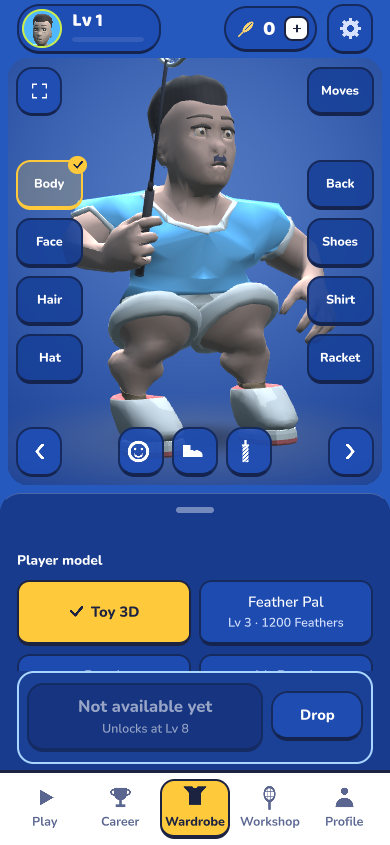 Lv 1
0
+
Moves
Body
Back
Face
Shoes
Hair
Shirt
Hat
Racket
Player model
Toy 3D
Feather Pal
Lv 3 · 1200 Feathers
Not available yet
Unlocks at Lv 8
Drop
Play
Career
Wardrobe
Workshop
Profile